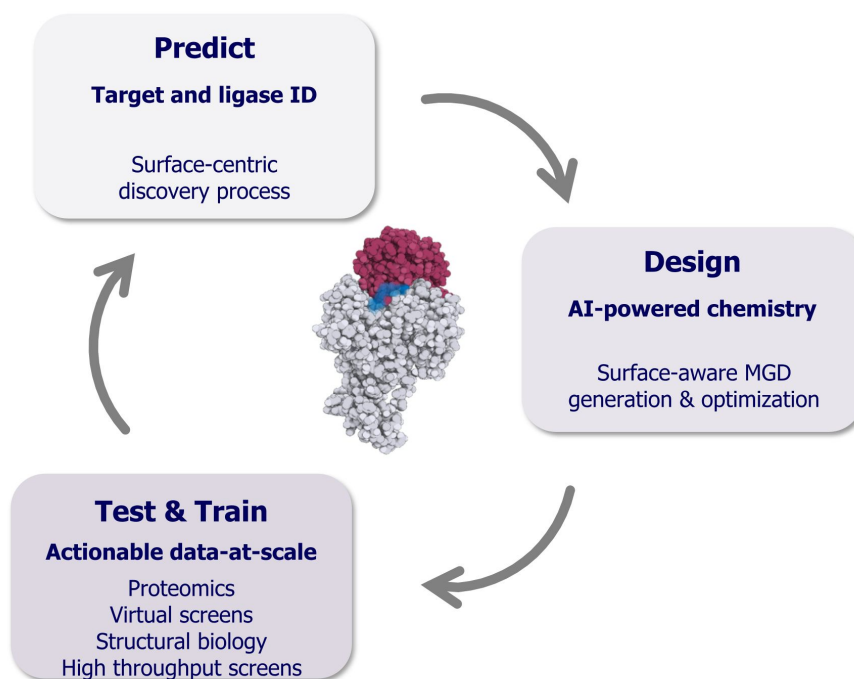 Predict
Target and ligase ID
Surface-centric
discovery process
Design
AI-powered chemistry
Surface-aware MGD
generation & optimization
Test & Train
Actionable data-at-scale
Proteomics
Virtual screens
Structural biology
High throughput screens